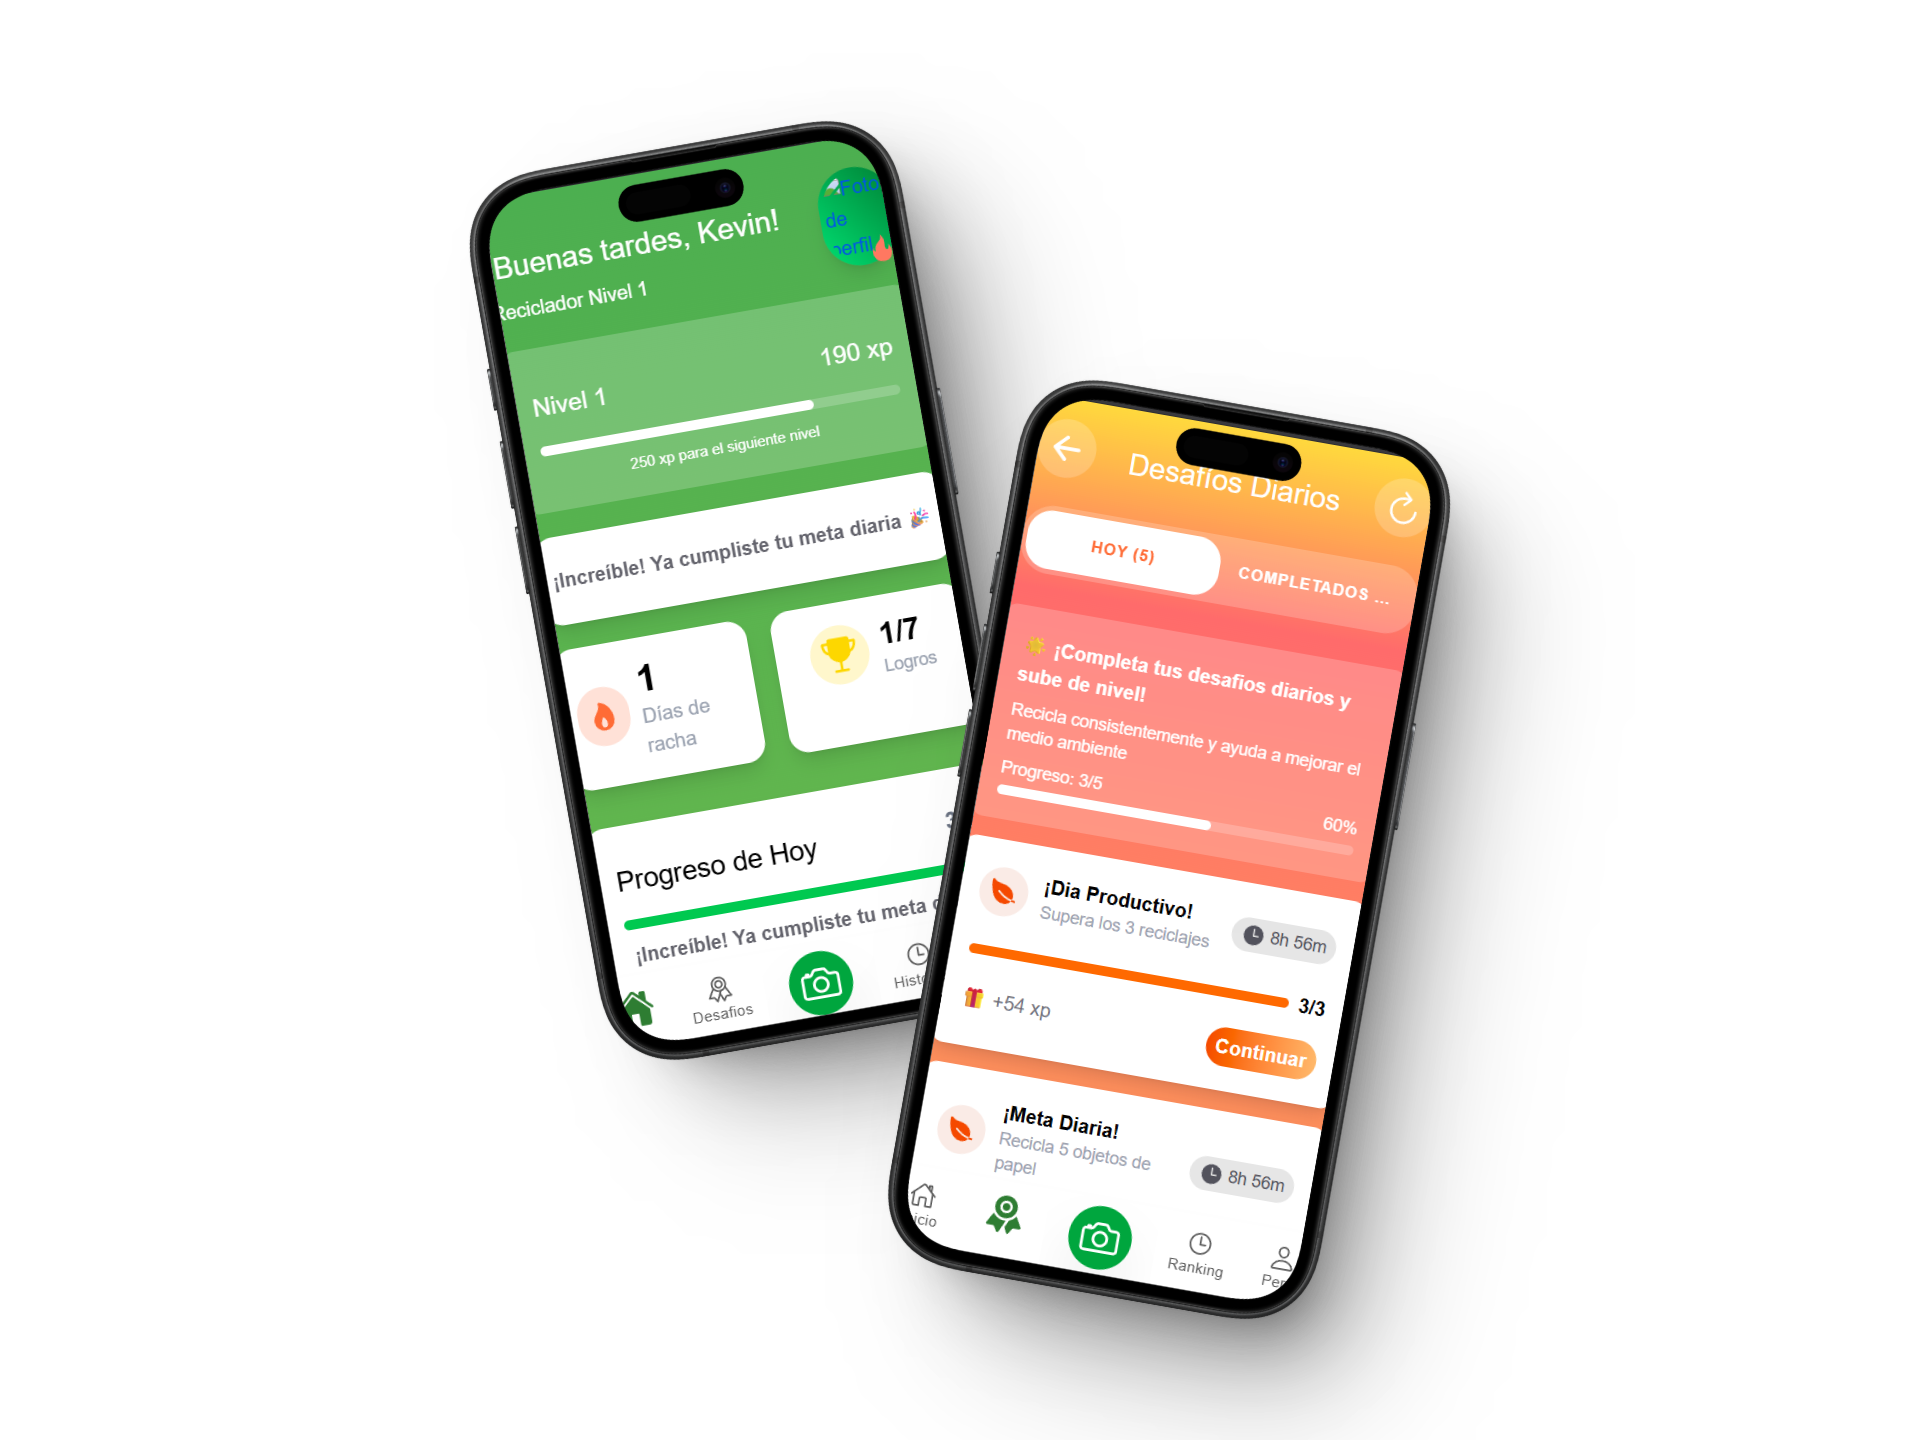 Buenas tardes, Kevin!
Foto
de
perfil
Reciclador Nivel 1
190 xp
Nivel 1
250 xp para el siguiente nivel
¡Increíble! Ya cumpliste tu meta diaria
1
Días de
racha
1/7
Logros
3
Progreso de Hoy
¡Increíble! Ya cumpliste tu meta
Desafios
Histo
Desafíos Diarios
HOY (5)
COMPLETADOS ...
¡Completa tus desafios diarios y
sube de nivel!
Recicla consistentemente y ayuda a mejorar el
medio ambiente
Progreso: 3/5
60%
¡Dia Productivo!
Supera los 3 reciclajes
8h 56m
3/3
+54 xp
Continuar
¡Meta Diaria!
Recicla 5 objetos de
papel
8h 56m
icio
Ranking
Per